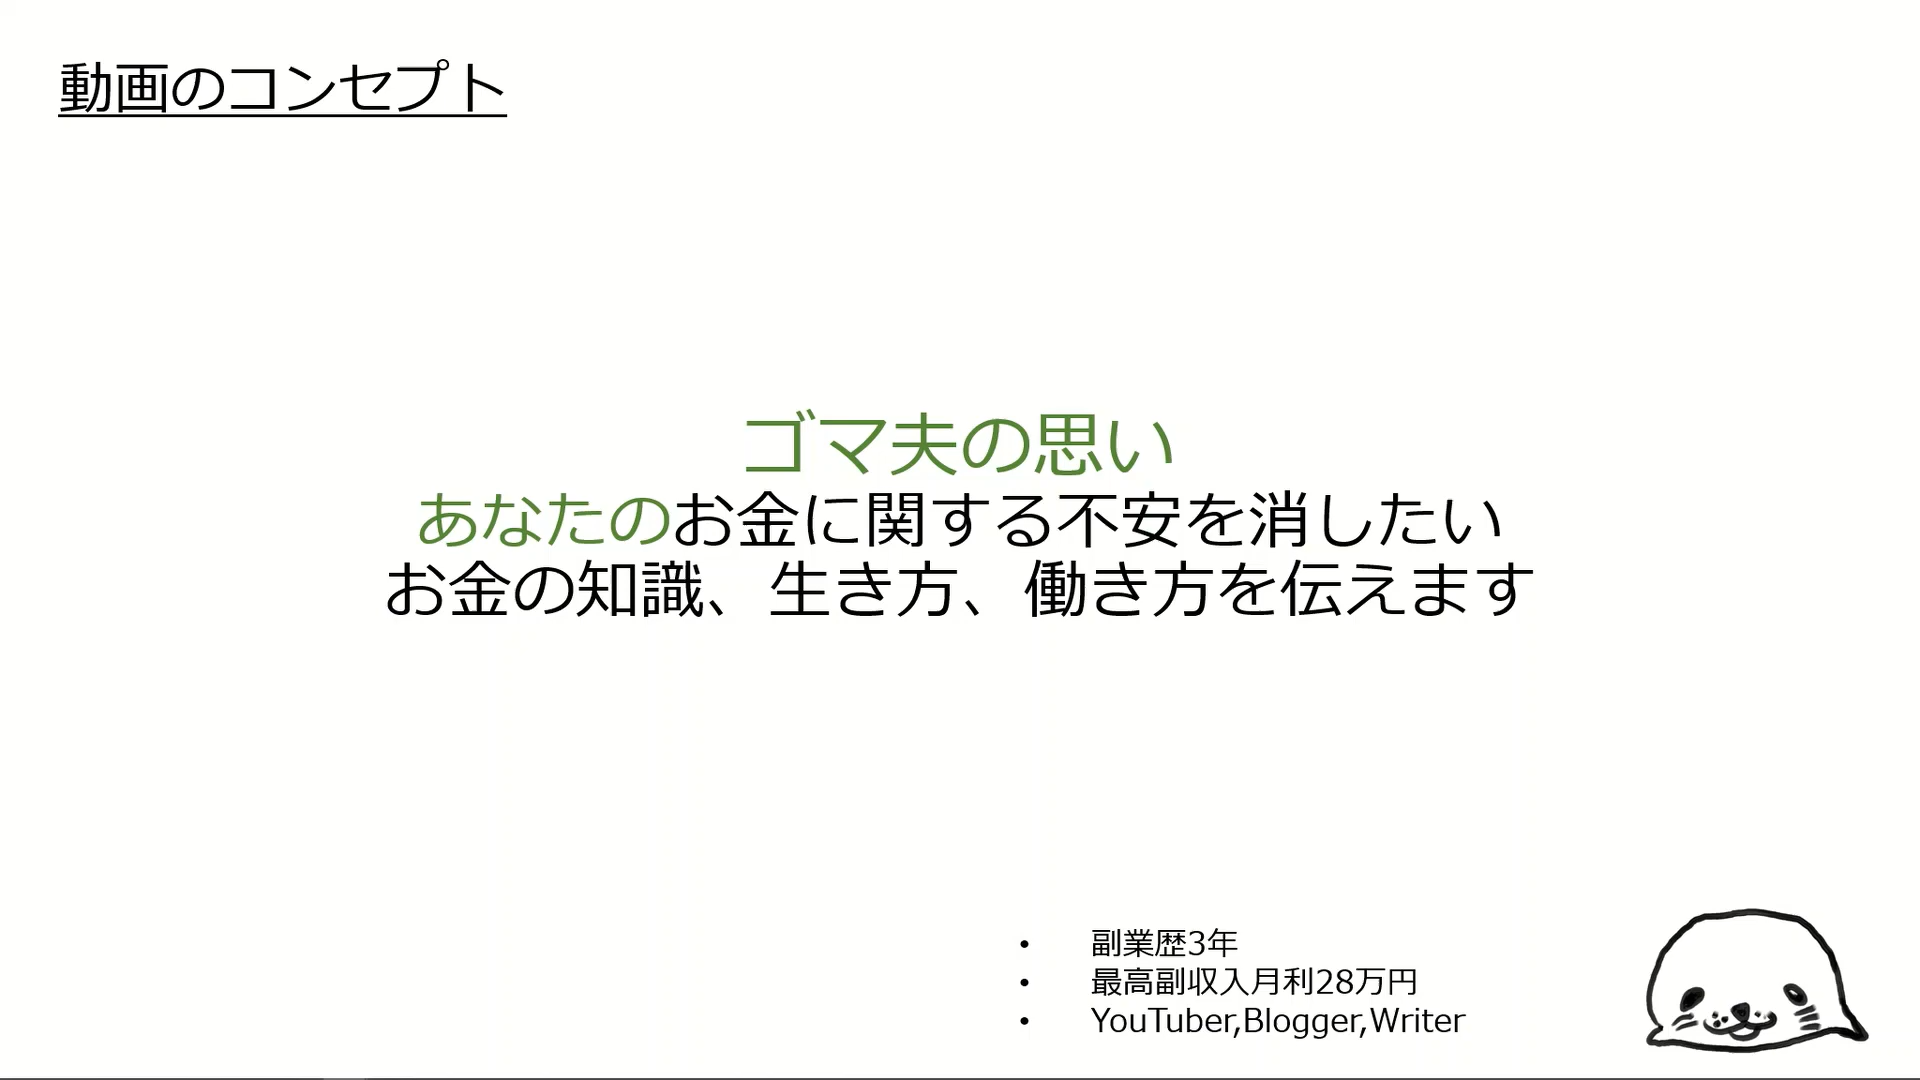 動画のコンセプト
ゴマ夫の思い
あなたのお金に関する不安を消したい
お金の知識、生き方、働き方を伝えます
• 副業歴3年
• 最高副収入月利28万円
• YouTuber,Blogger,Writer